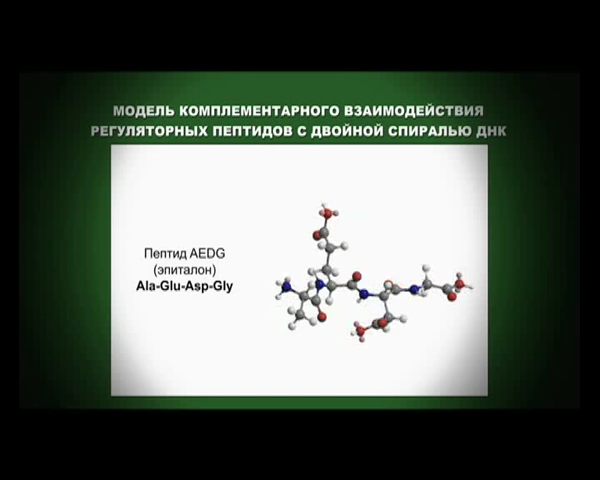 МОДЕЛЬ КОМПЛЕМЕНТАРНОГО ВЗАИМОДЕЙСТВИЯ
РЕГУЛЯТОРНЫХ ПЕПТИДОВ С ДВОЙНОЙ СПИРАЛЬЮ ДНК
Пептид AEDG
(эпиталон)
Ala-Glu-Asp-Gly